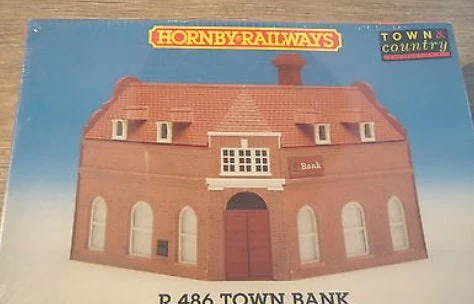 HORNBY RAILWAYS
TOWN &
country
Bank
R.486 TOWN BANK